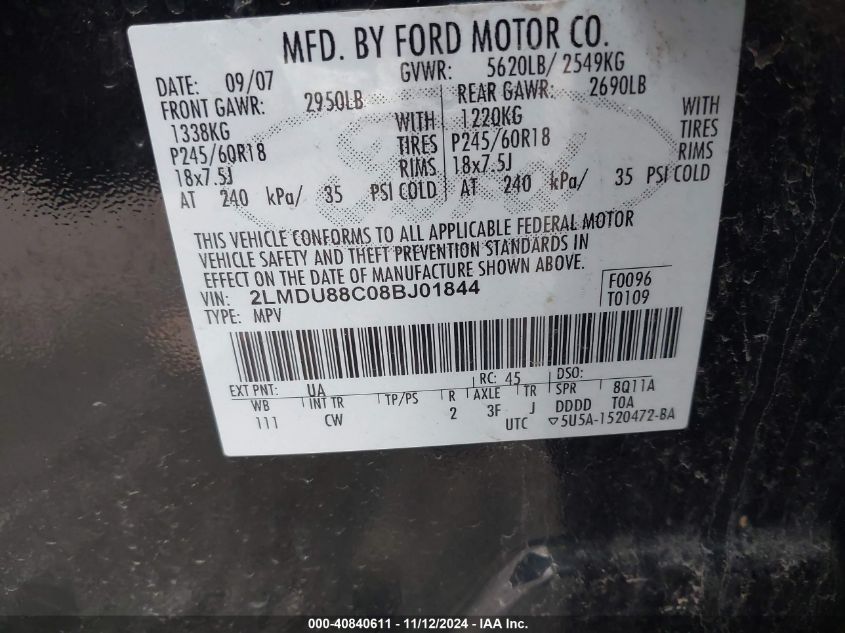 MFD. BY FORD MOTOR CO.
DATE: 09/07 GVWR: 5620LB/ 2549KG
FRONT GAWR: 2950LB REAR GAWR: 2690LB
1338KG WITH 1220KG WITH
P245/60R18 TIRES P245/60R18 TIRES
18x7.5J RIMS 18x7.5J RIMS
AT 240 kPa/ 35 PSI COLD AT 240 kPa/ 35 PSI COLD
THIS VEHICLE CONFORMS TO ALL APPLICABLE FEDERAL MOTOR
VEHICLE SAFETY AND THEFT PREVENTION STANDARDS IN
EFFECT ON THE DATE OF MANUFACTURE SHOWN ABOVE.
VIN: 2LMDU88C08BJ01844 F0096
TYPE: MPV T0109
EXT PNT: UA RC: 45 DSO:
WB INT TR TP/PS R AXLE TR SPR 8Q11A
111 CW 2 3F J DDDD TOA
UTC ▽5U5A-1520472-BA
000-40840611 - 11/12/2024 - IAA Inc.